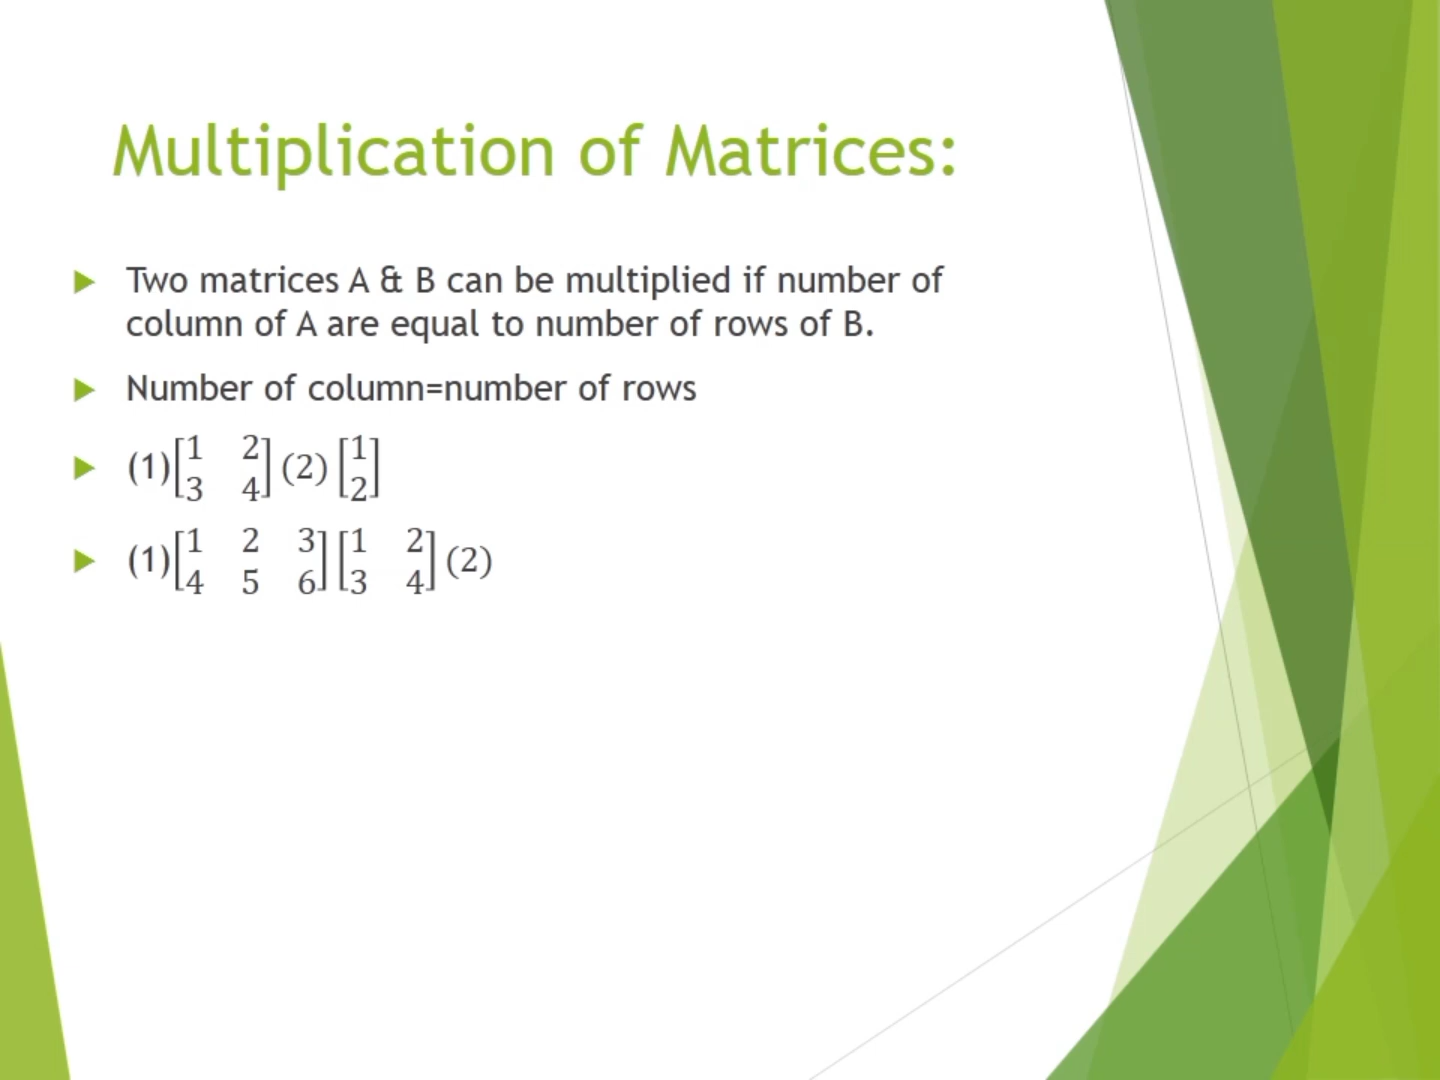 Multiplication of Matrices:
Two matrices A & B can be multiplied if number of
column of A are equal to number of rows of B.
Number of column=number of rows
(1)[1 2
3 4] (2) [1
2]
(1)[1 2 3
4 5 6] [1 2
3 4] (2)